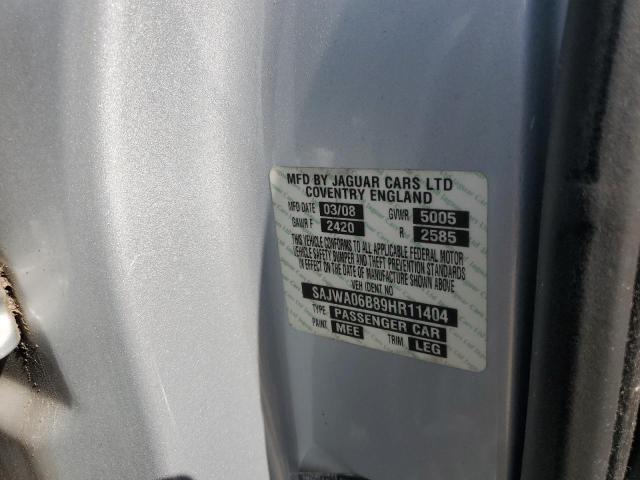 MFD BY JAGUAR CARS LTD
COVENTRY ENGLAND
MFD DATE 03/08 GVWR 5005
GAWR F 2420 R 2585
THIS VEHICLE CONFORMS TO ALL APPLICABLE FEDERAL MOTOR
VEHICLE SAFETY BUMPER AND THEFT PREVENTION STANDARDS
IN EFFECT ON THE DATE OF MANUFACTURE SHOWN ABOVE
VEH IDENT. NO
SAJWA06B89HR11404
TYPE PASSENGER CAR
PAINT MEE TRIM LEG